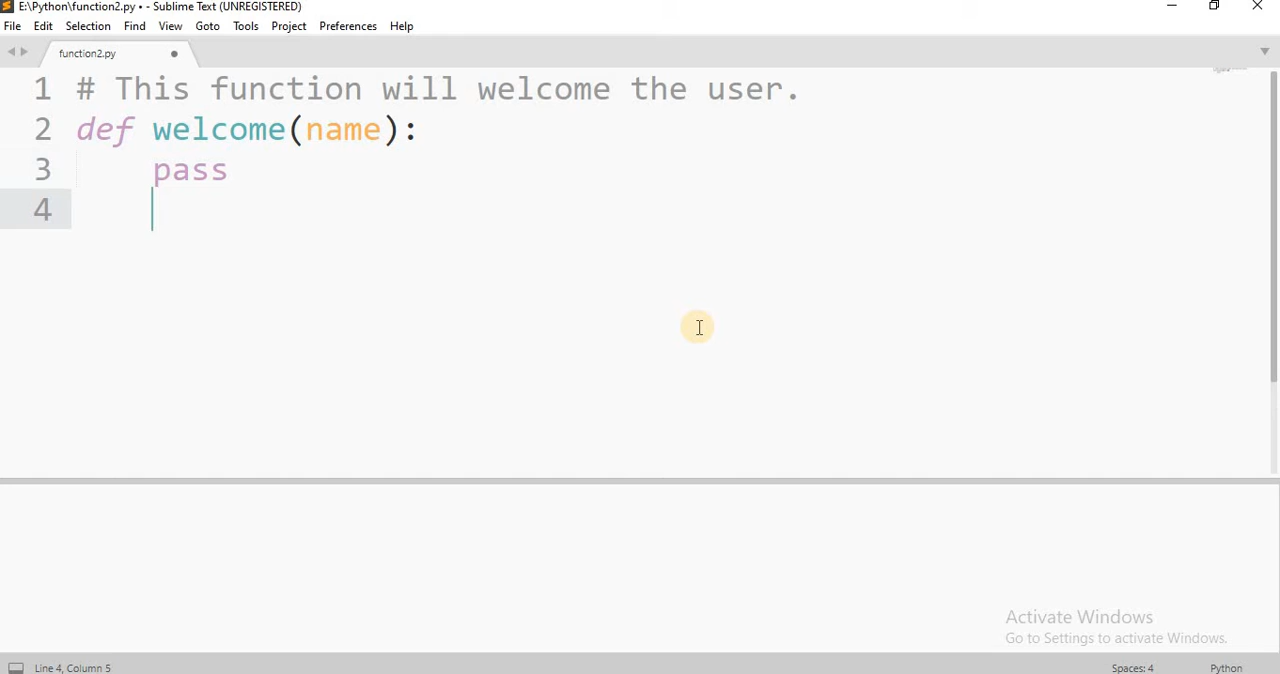 E:\Python\function2.py • - Sublime Text (UNREGISTERED)
File Edit Selection Find View Goto Tools Project Preferences Help
function2.py
1 # This function will welcome the user.
2 def welcome(name):
3     pass
4
Activate Windows
Go to Settings to activate Windows.
Line 4, Column 5 Spaces: 4 Python